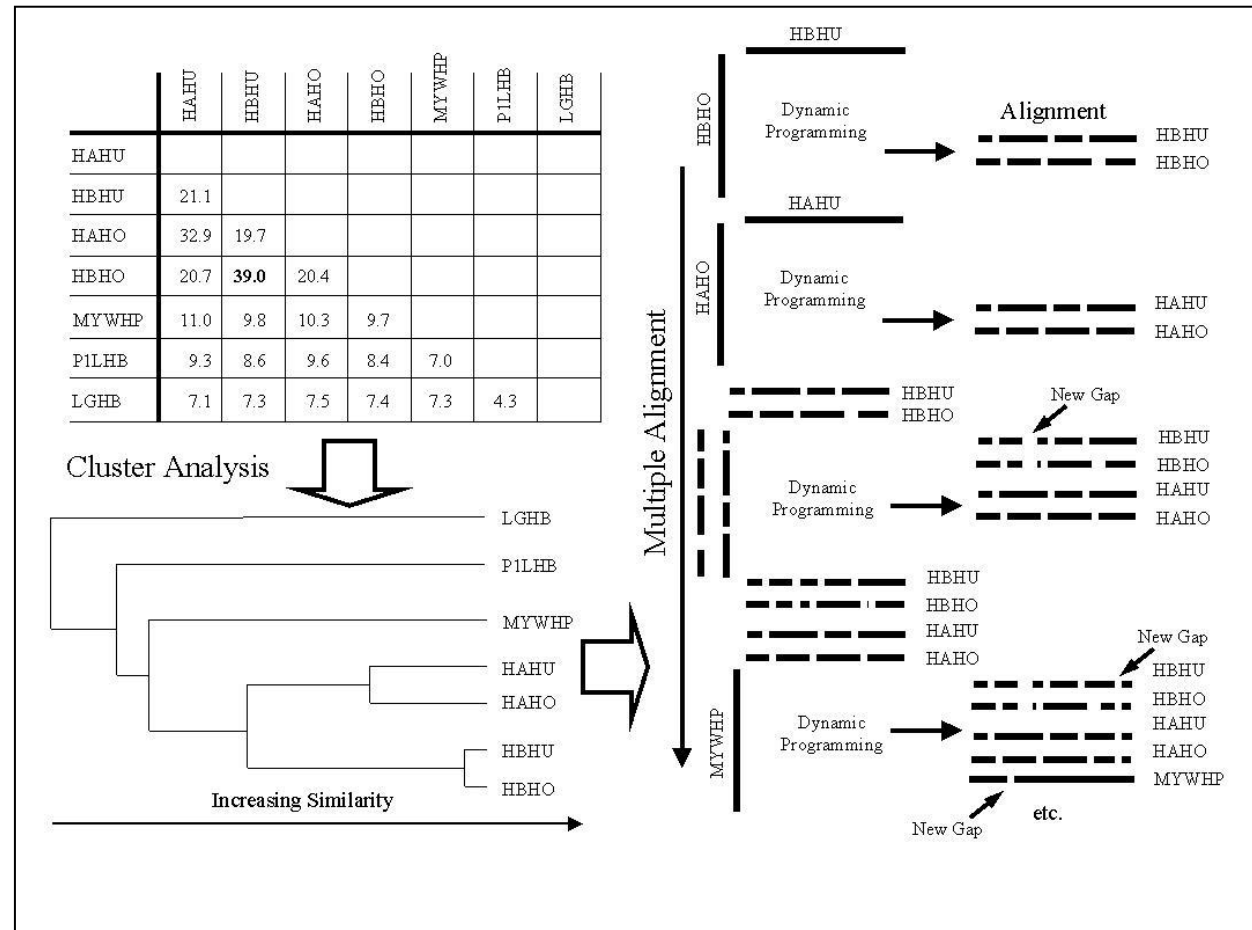 HAHU HBHU HAHO HBHO MYWHP P1LHB LGHB
HAHU
HBHU 21.1
HAHO 32.9 19.7
HBHO 20.7 39.0 20.4
MYWHP 11.0 9.8 10.3 9.7
P1LHB 9.3 8.6 9.6 8.4 7.0
LGHB 7.1 7.3 7.5 7.4 7.3 4.3
Cluster Analysis
LGHB
P1LHB
MYWHP
HAHU
HAHO
HBHU
HBHO
Increasing Similarity
Multiple Alignment
HBHU
HBHO
Dynamic
Programming
Alignment
HBHU
HBHO
HAHU
HAHO
Dynamic
Programming
HAHU
HAHO
HBHU
HBHO
Dynamic
Programming
New Gap
HBHU
HBHO
HAHU
HAHO
HBHU
HBHO
HAHU
HAHO
MYWHP
Dynamic
Programming
New Gap
HBHU
HBHO
HAHU
HAHO
MYWHP
New Gap
etc.